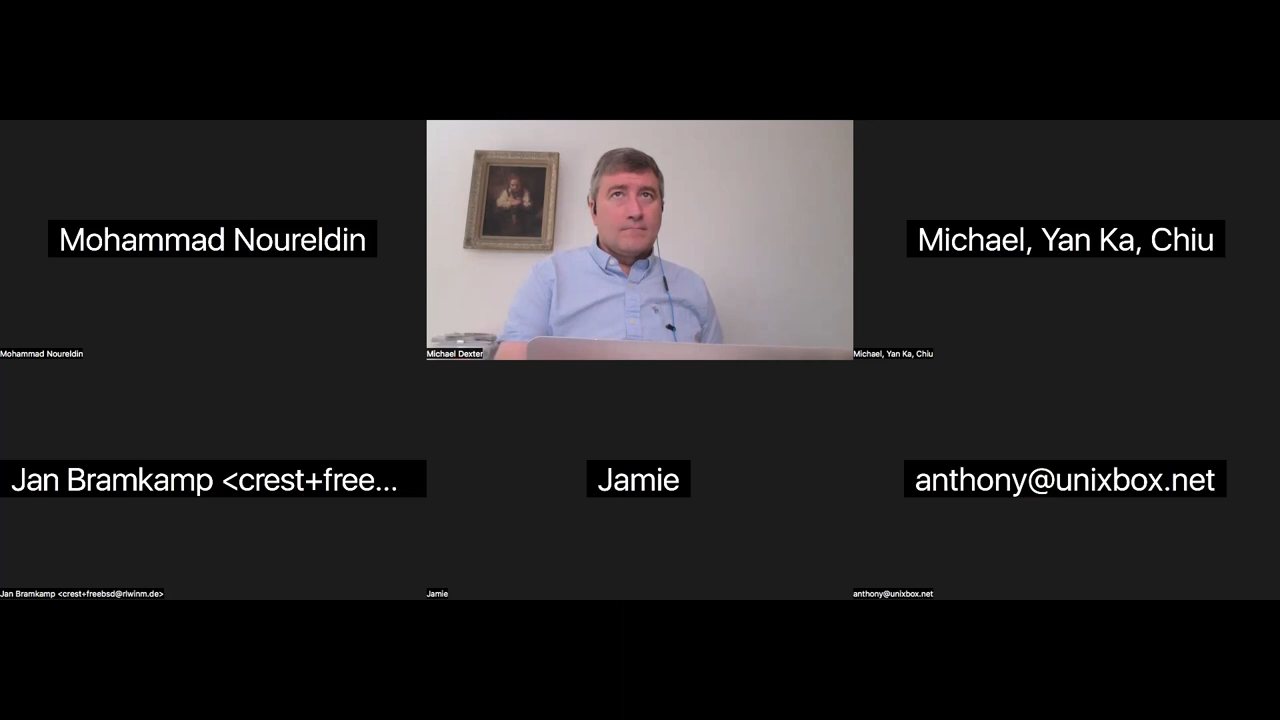 Mohammad Noureldin
Michael, Yan Ka, Chiu
Mohammad Noureldin
Michael Dexter
Michael, Yan Ka, Chiu
Jan Bramkamp <crest+free...
Jamie
anthony@unixbox.net
Jan Bramkamp <crest+freebsd@rlwinm.de>
Jamie
anthony@unixbox.net